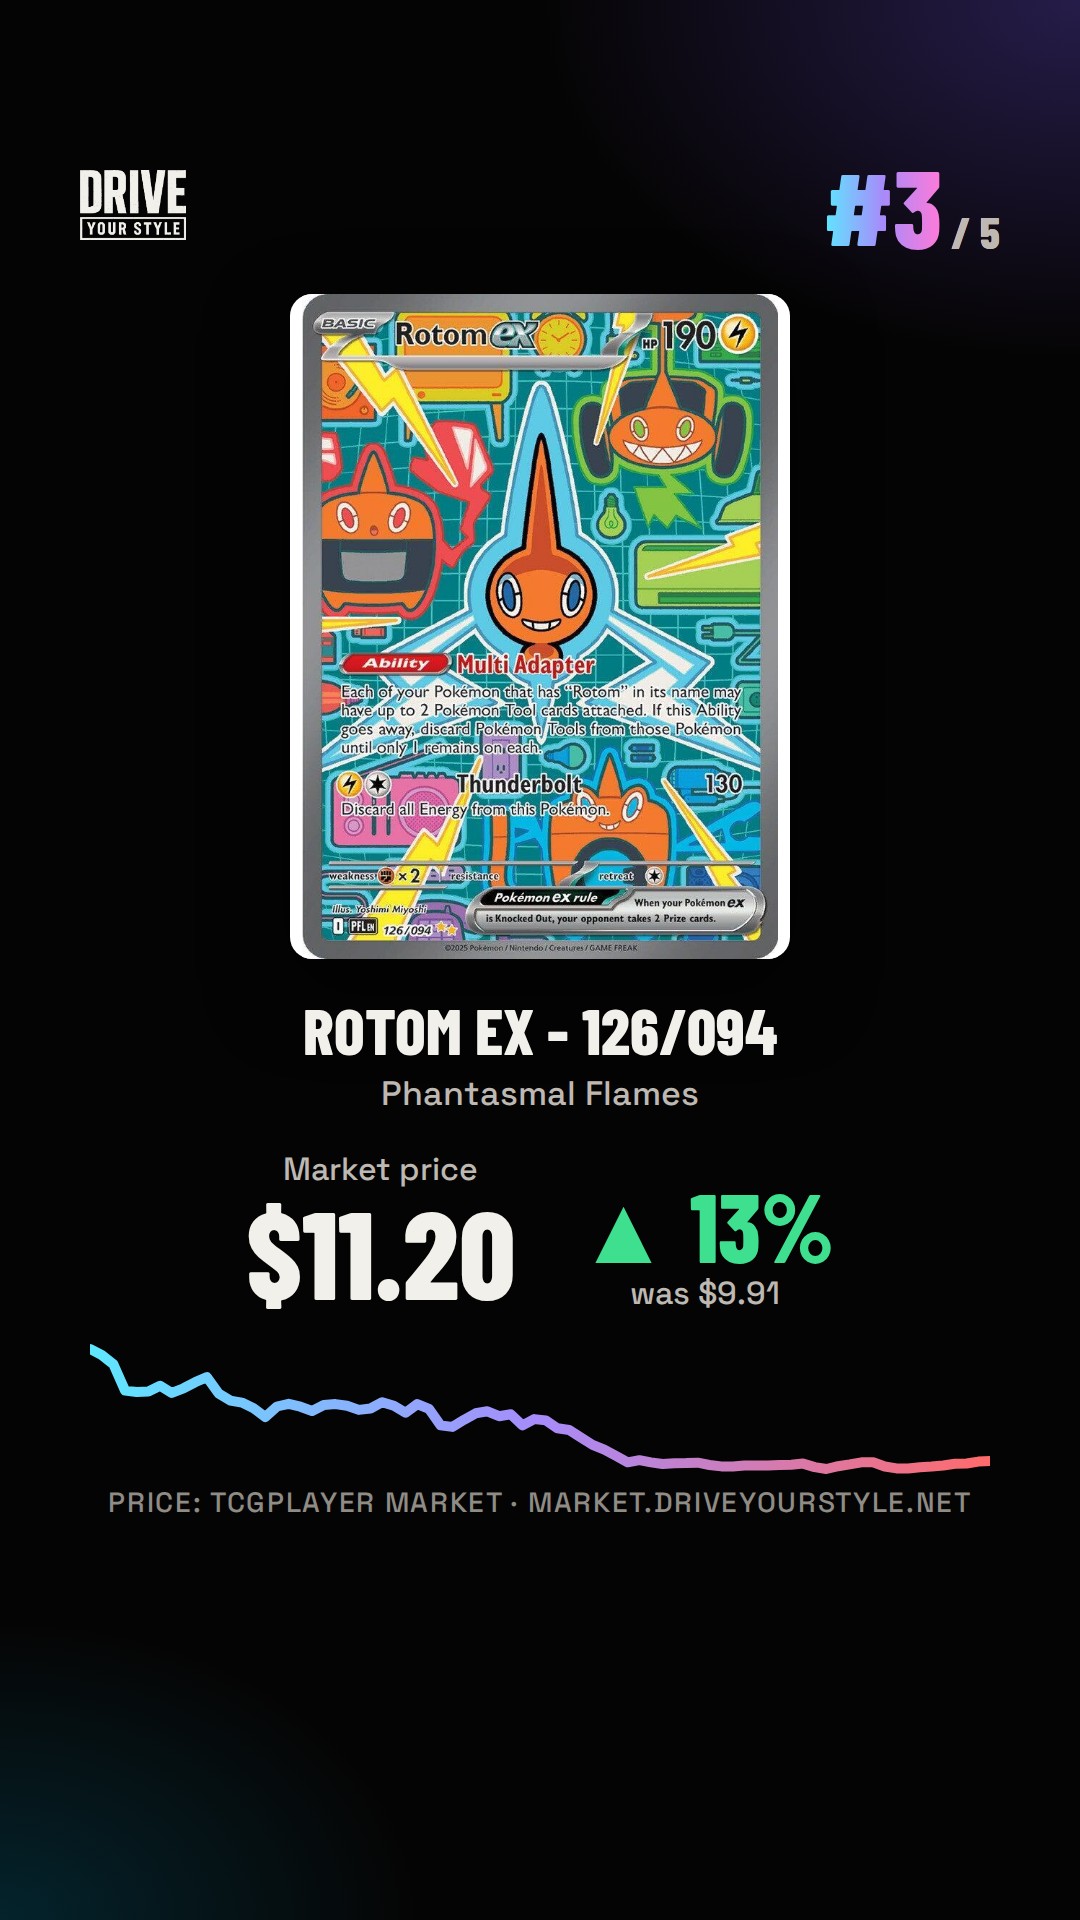 DRIVE
YOUR STYLE
#3 / 5
BASIC
Rotom ex
HP 190
Ability Multi Adapter
Each of your Pokémon that has “Rotom” in its name may
have up to 2 Pokémon Tool cards attached. If this Ability
goes away, discard Pokémon Tools from those Pokémon
until only 1 remains on each.
Thunderbolt 130
Discard all Energy from this Pokémon.
weakness ×2 resistance retreat
Illus. Yoshimi Miyoshi
Pokémon ex rule When your Pokémon ex
is Knocked Out, your opponent takes 2 Prize cards.
I PFL EN 126/094
©2025 Pokémon / Nintendo / Creatures / GAME FREAK
ROTOM EX - 126/094
Phantasmal Flames
Market price
$11.20
▲ 13%
was $9.91
PRICE: TCGPLAYER MARKET · MARKET.DRIVEYOURSTYLE.NET